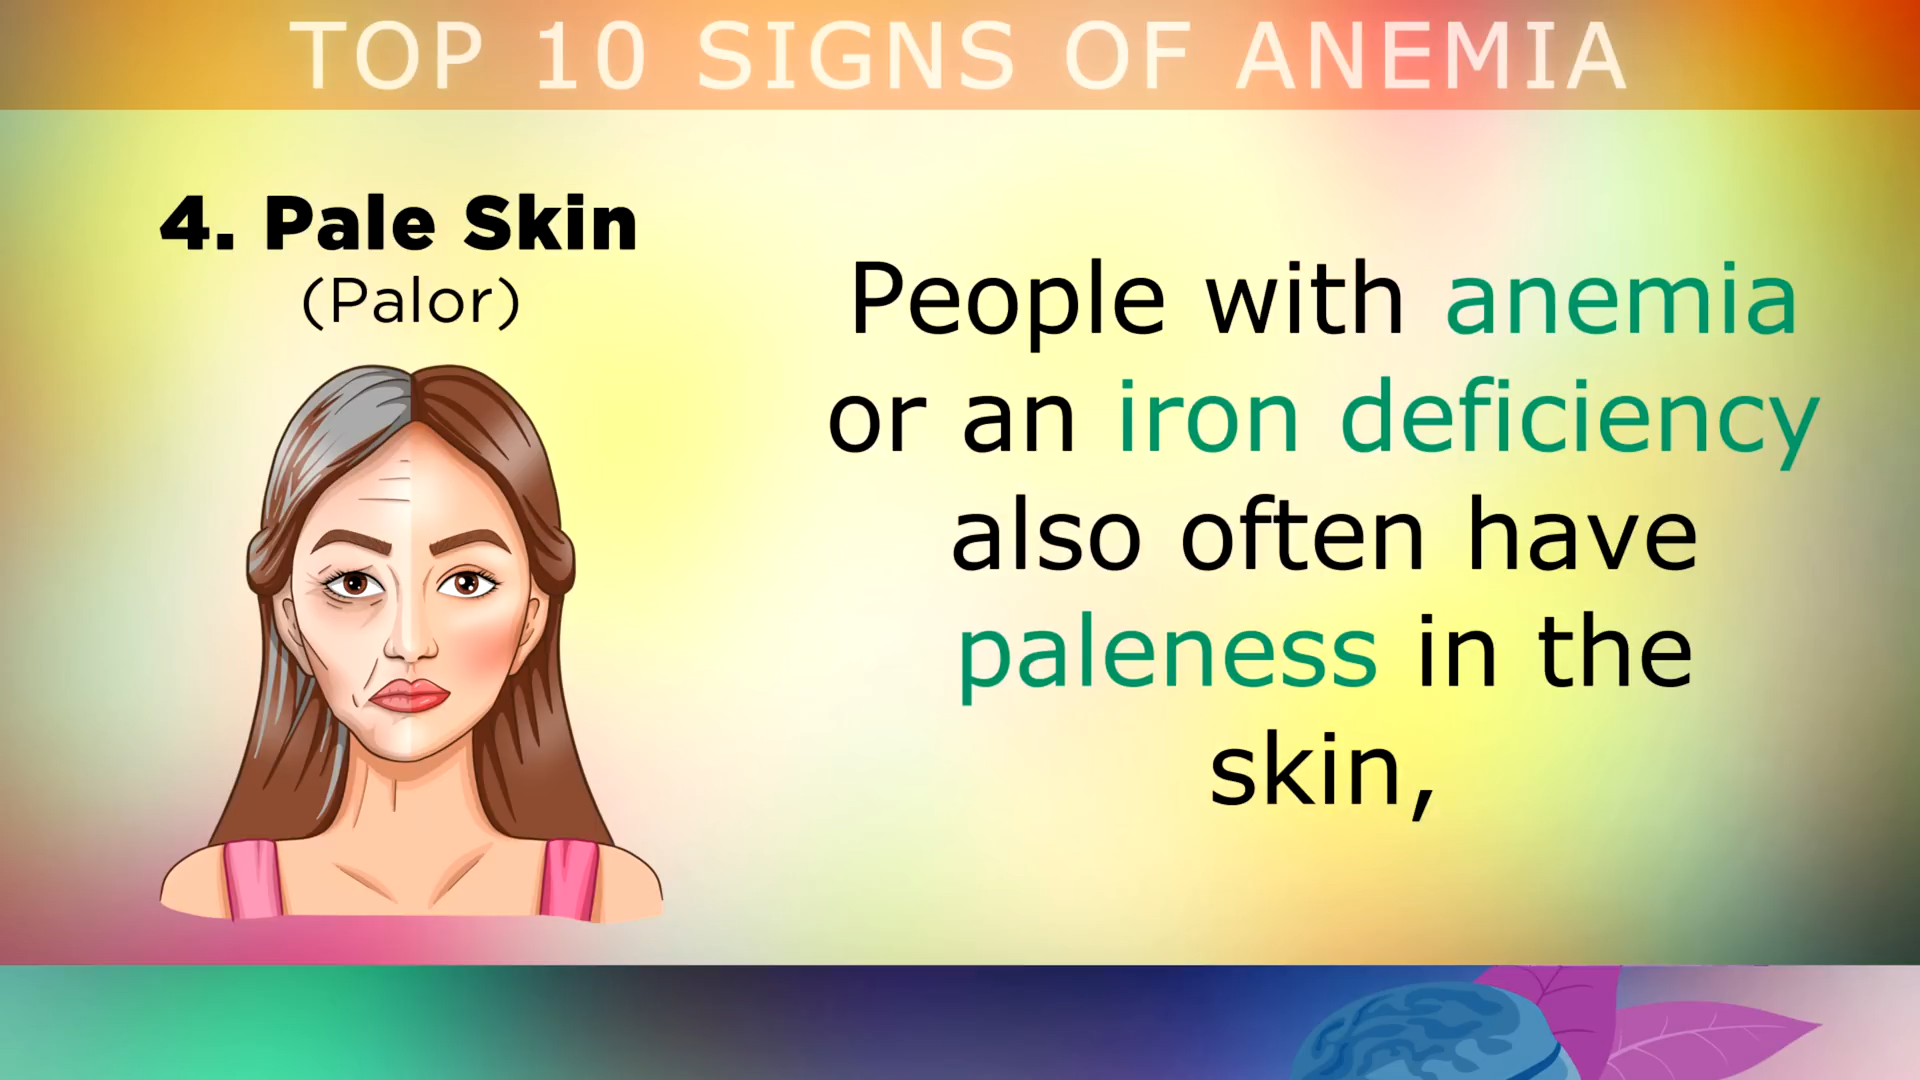 TOP 10 SIGNS OF ANEMIA
4. Pale Skin
(Palor)
People with anemia
or an iron deficiency
also often have
paleness in the
skin,